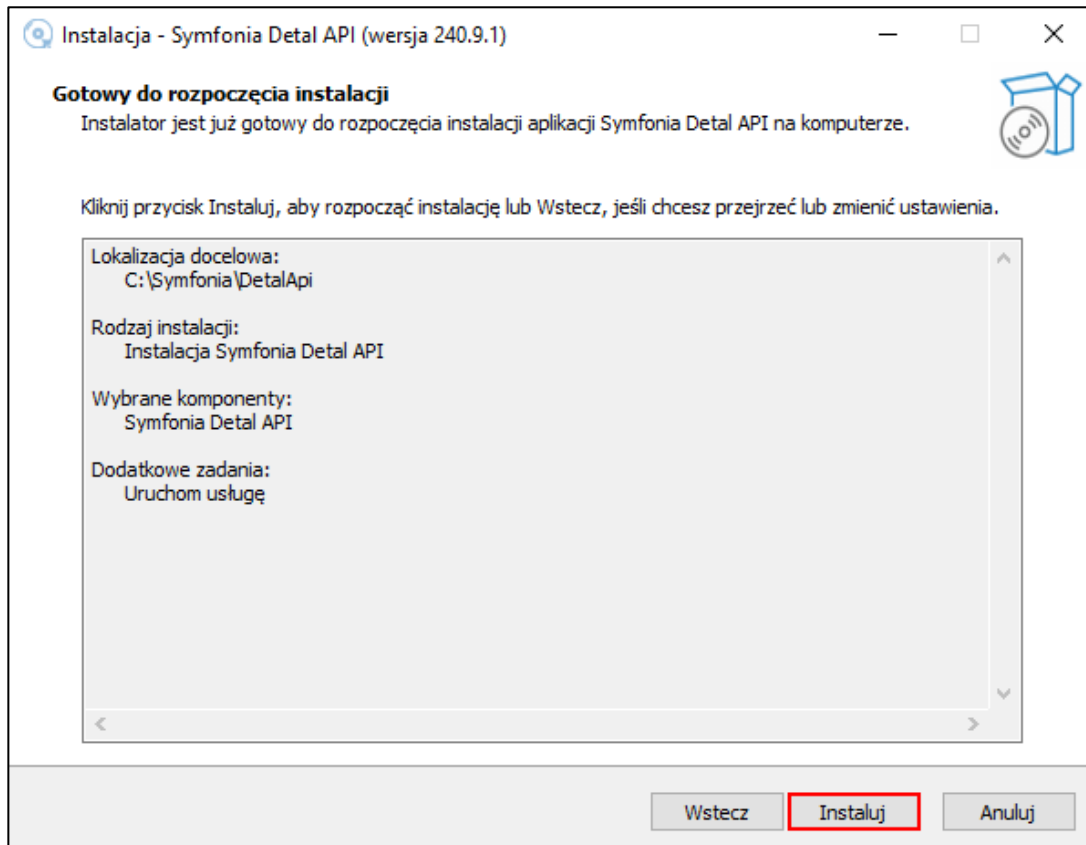 Instalacja - Symfonia Detal API (wersja 240.9.1)
Gotowy do rozpoczęcia instalacji
Instalator jest już gotowy do rozpoczęcia instalacji aplikacji Symfonia Detal API na komputerze.
Kliknij przycisk Instaluj, aby rozpocząć instalację lub Wstecz, jeśli chcesz przejrzeć lub zmienić ustawienia.
Lokalizacja docelowa:
C:\Symfonia\DetalApi
Rodzaj instalacji:
Instalacja Symfonia Detal API
Wybrane komponenty:
Symfonia Detal API
Dodatkowe zadania:
Uruchom usługę
Wstecz Instaluj Anuluj